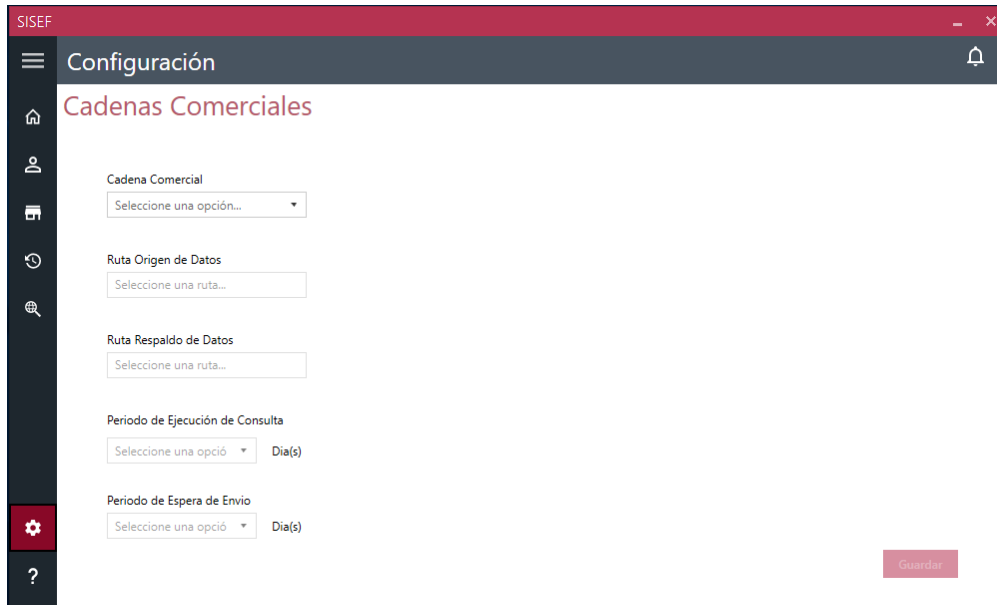 SISEF
Configuración
Cadenas Comerciales
Cadena Comercial
Seleccione una opción...
Ruta Origen de Datos
Seleccione una ruta...
Ruta Respaldo de Datos
Seleccione una ruta...
Periodo de Ejecución de Consulta
Seleccione una opció Dia(s)
Periodo de Espera de Envio
Seleccione una opció Dia(s)
Guardar
?